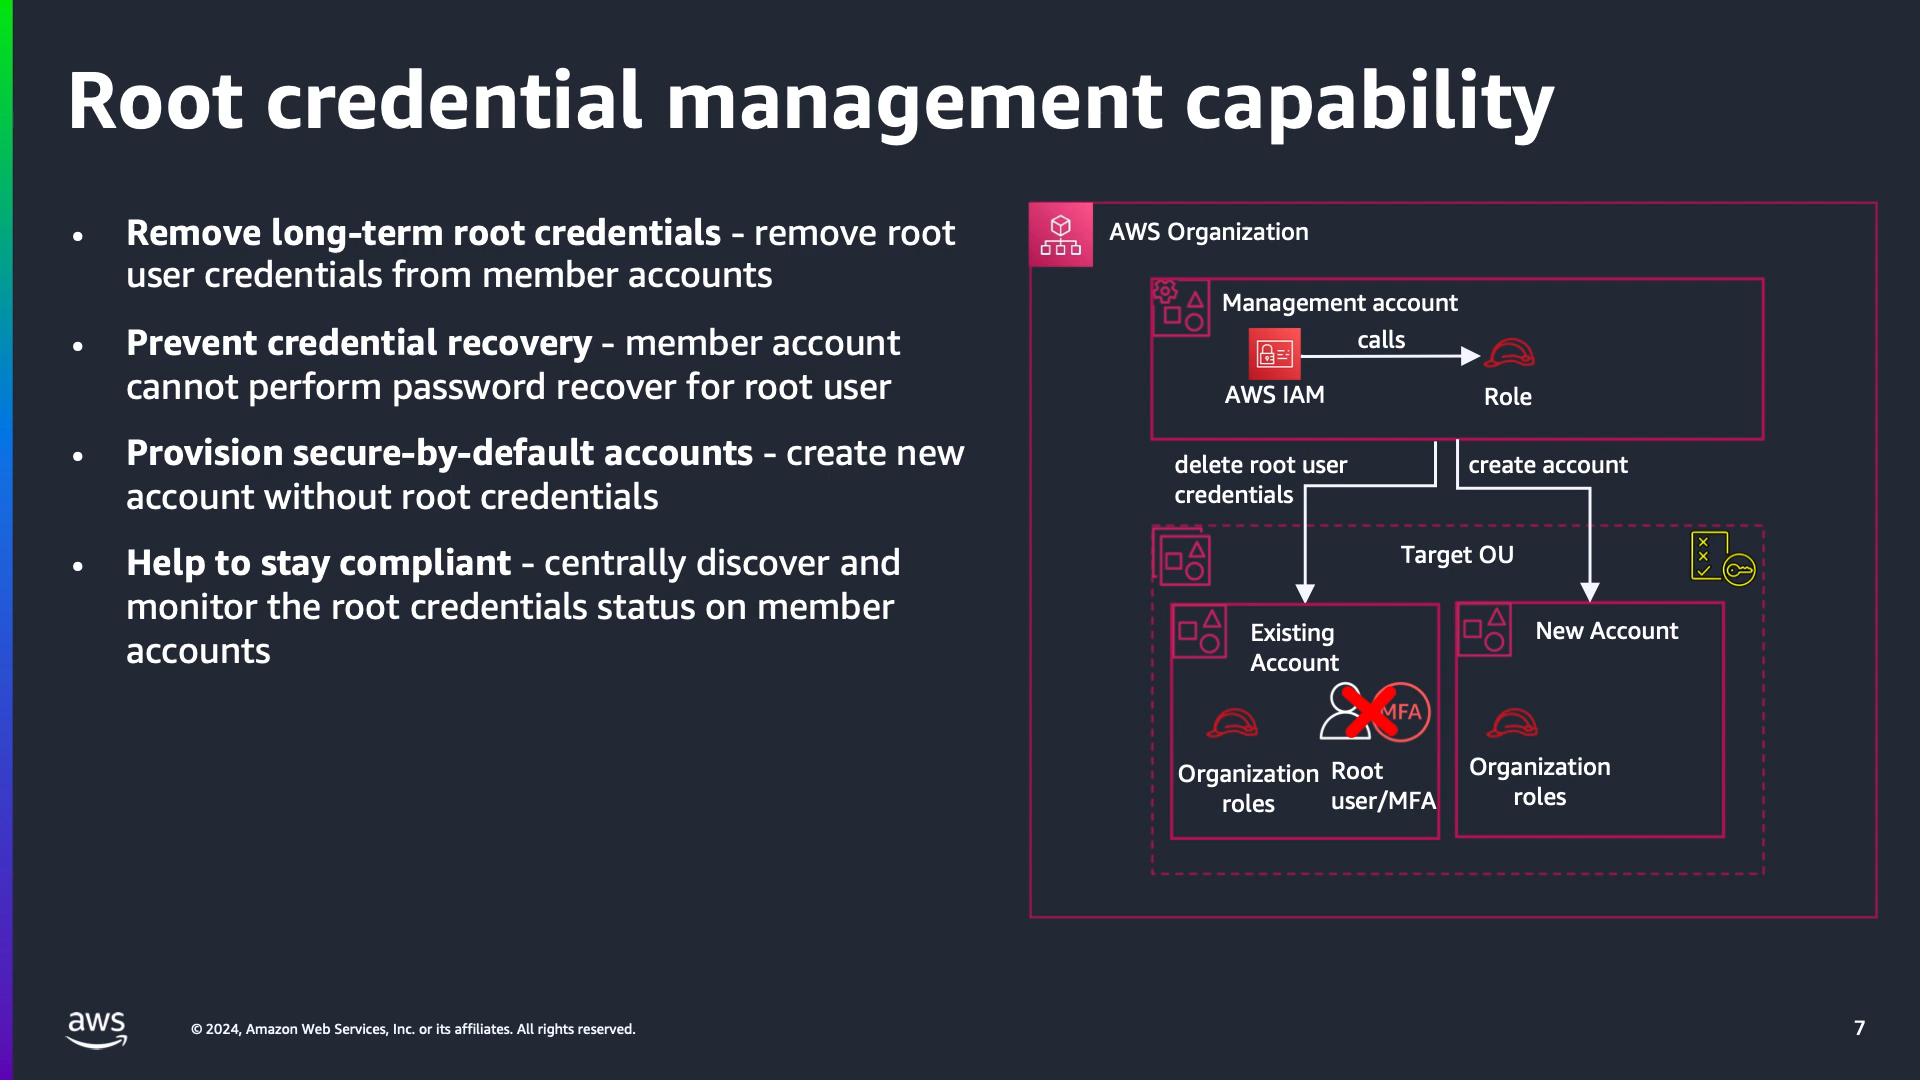 Root credential management capability
• Remove long-term root credentials - remove root
user credentials from member accounts
• Prevent credential recovery - member account
cannot perform password recover for root user
• Provision secure-by-default accounts - create new
account without root credentials
• Help to stay compliant - centrally discover and
monitor the root credentials status on member
accounts
AWS Organization
Management account
calls
AWS IAM
Role
delete root user
credentials
create account
Target OU
Existing
Account
MFA
Organization
roles
Root
user/MFA
New Account
Organization
roles
aws
© 2024, Amazon Web Services, Inc. or its affiliates. All rights reserved.
7